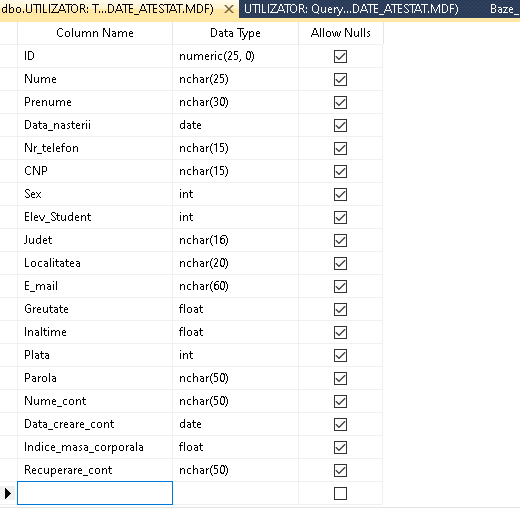 dbo.UTILIZATOR: T...DATE_ATESTAT.MDF) UTILIZATOR: Query...DATE_ATESTAT.MDF) Baze_
Column Name Data Type Allow Nulls
ID numeric(25, 0)
Nume nchar(25)
Prenume nchar(30)
Data_nasterii date
Nr_telefon nchar(15)
CNP nchar(15)
Sex int
Elev_Student int
Judet nchar(16)
Localitatea nchar(20)
E_mail nchar(60)
Greutate float
Inaltime float
Plata int
Parola nchar(50)
Nume_cont nchar(50)
Data_creare_cont date
Indice_masa_corporala float
Recuperare_cont nchar(50)